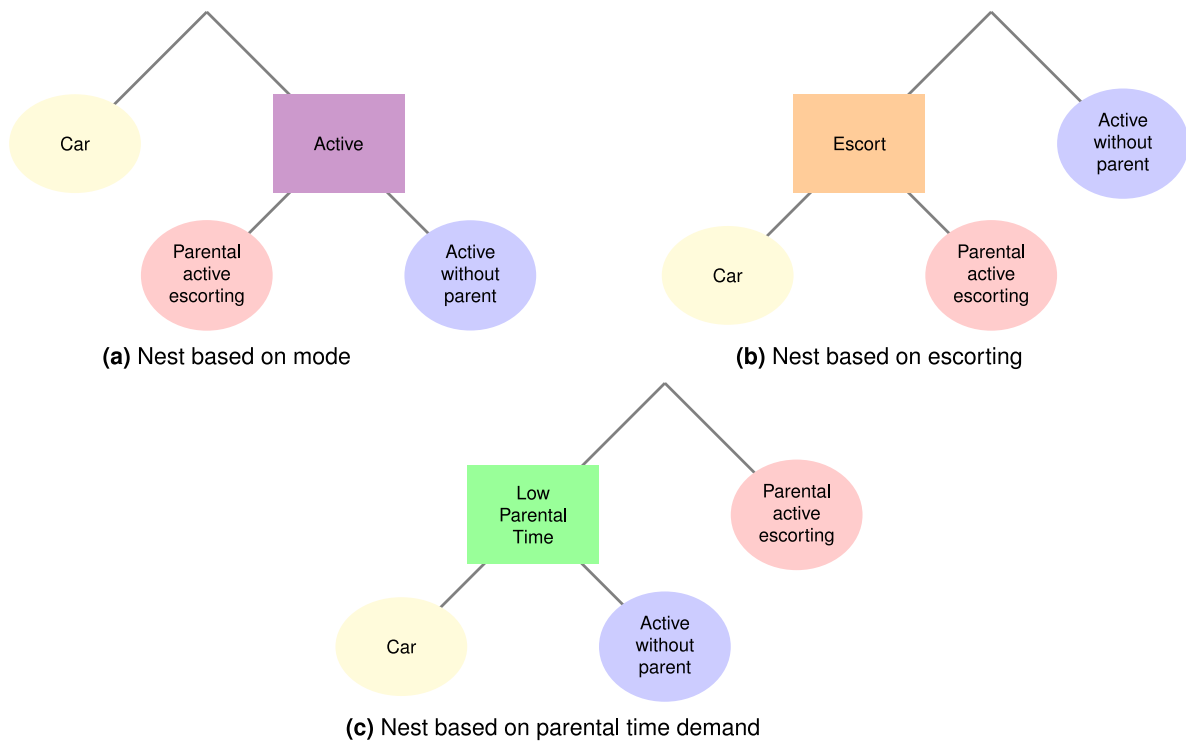 Car
Active
Parental
active
escorting
Active
without
parent
(a) Nest based on mode
Escort
Active
without
parent
Car
Parental
active
escorting
(b) Nest based on escorting
Low
Parental
Time
Parental
active
escorting
Car
Active
without
parent
(c) Nest based on parental time demand